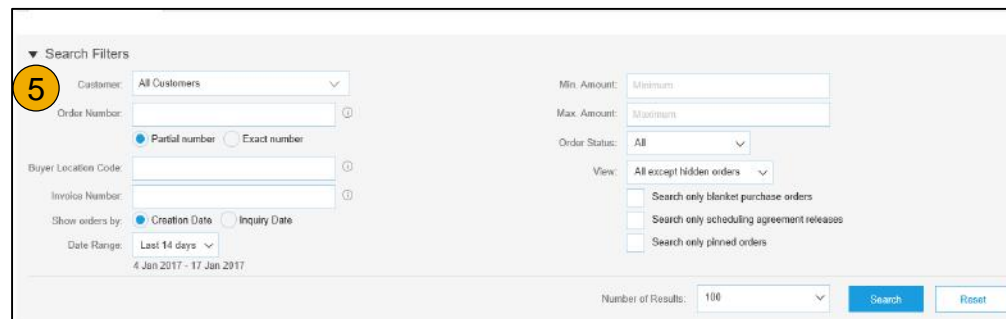 ▼ Search Filters
5
Customer: All Customers
Order Number:
Partial number Exact number
Buyer Location Code:
Invoice Number:
Show orders by: Creation Date Inquiry Date
Date Range: Last 14 days
4 Jan 2017 - 17 Jan 2017
Min. Amount: Minimum
Max. Amount: Maximum
Order Status: All
View: All except hidden orders
Search only blanket purchase orders
Search only scheduling agreement releases
Search only pinned orders
Number of Results: 100 Search Reset